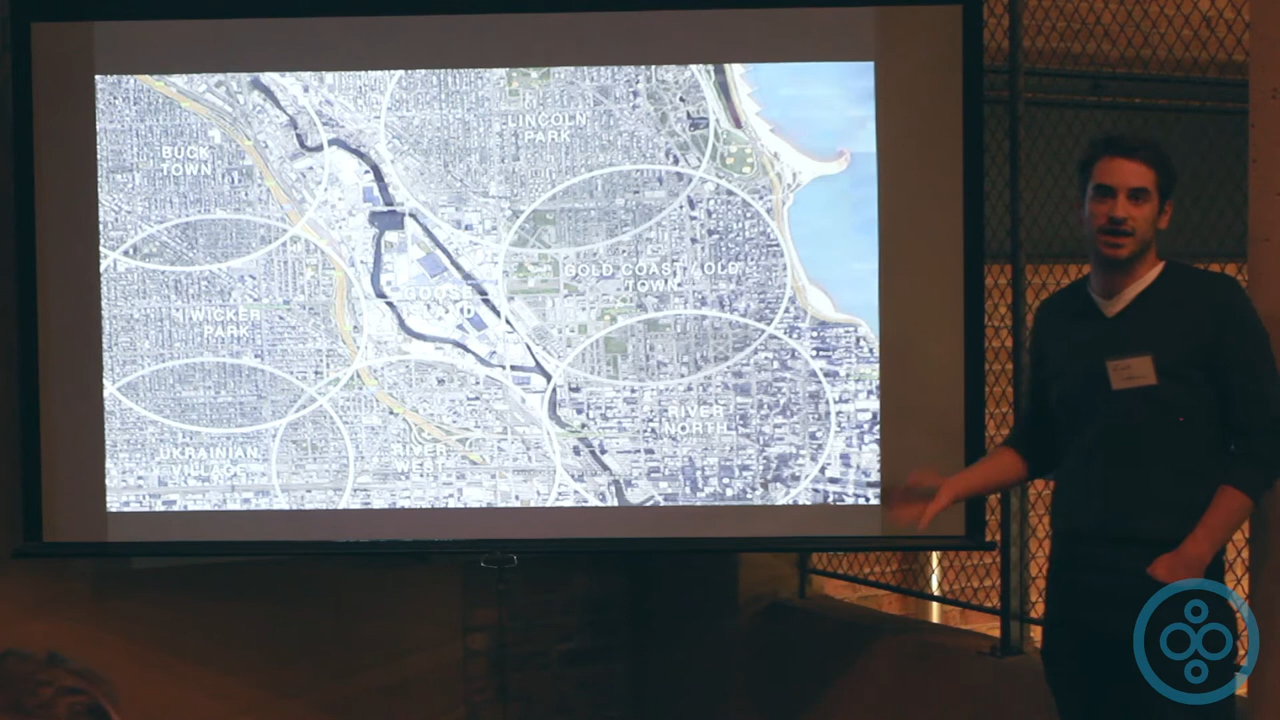 LINCOLN
PARK
BUCK
TOWN
GOLD COAST / OLD
TOWN
GOOSE
ISLAND
WICKER
PARK
RIVER
NORTH
UKRAINIAN
VILLAGE
RIVER
WEST